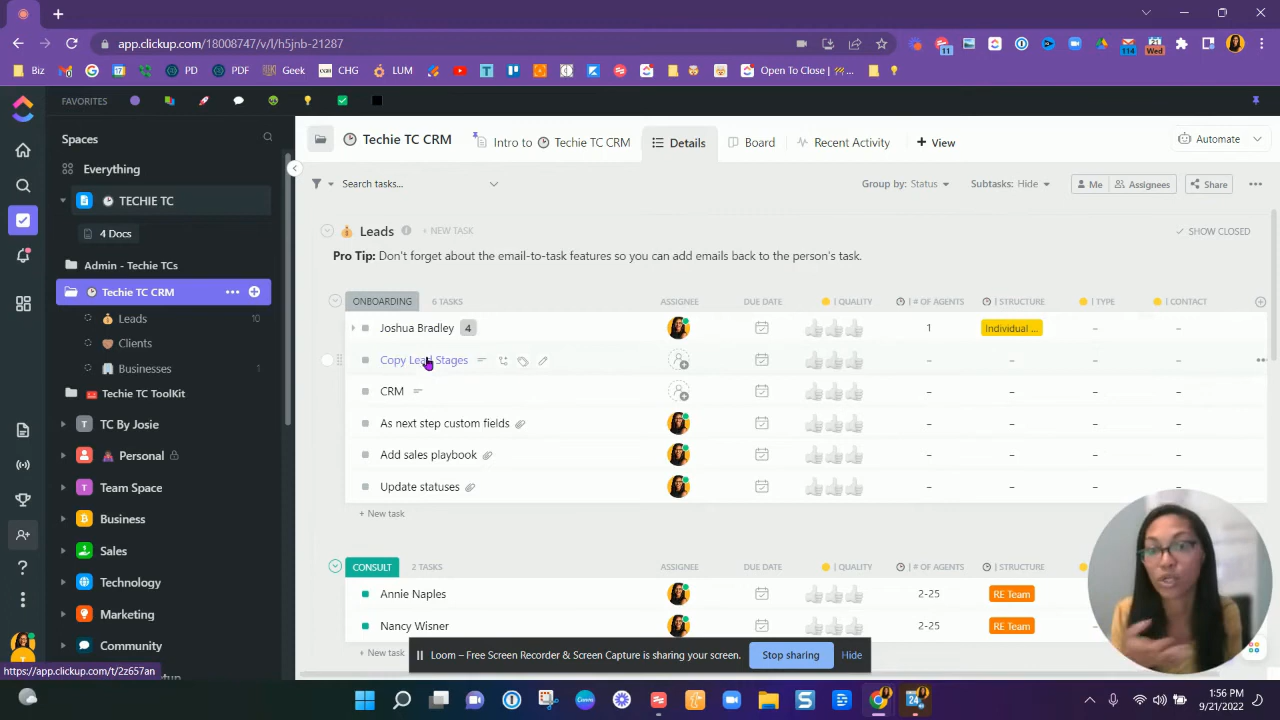 app.clickup.com/18008747/v/l/h5jnb-21287
11
21
114
Wed
Biz
PD
PDF
Geek
CHG
LUM
Open To Close | ...
Biz
FAVORITES
Spaces
Everything
TECHIE TC
4 Docs
Admin - Techie TCs
Techie TC CRM
Leads 10
Clients
Businesses 1
Techie TC ToolKit
TC By Josie
Personal
Team Space
Business
Sales
Technology
Marketing
Community
https://app.clickup.com/t/2z657an
Techie TC CRM
Intro to Techie TC CRM
Details
Board
Recent Activity
+ View
Automate
Search tasks...
Group by: Status
Subtasks: Hide
Me
Assignees
Share
Leads + NEW TASK
SHOW CLOSED
Pro Tip: Don't forget about the email-to-task features so you can add emails back to the person's task.
ONBOARDING 6 TASKS ASSIGNEE DUE DATE | QUALITY | # OF AGENTS | STRUCTURE | TYPE | CONTACT
Joshua Bradley 4 1 Individual ... – –
Copy Lead Stages – – – –
CRM – – – –
As next step custom fields – – – –
Add sales playbook – – – –
Update statuses – – – –
+ New task
CONSULT 2 TASKS ASSIGNEE DUE DATE | QUALITY | # OF AGENTS | STRUCTURE
Annie Naples 2-25 RE Team
Nancy Wisner 2-25 RE Team
+ New task
Loom – Free Screen Recorder & Screen Capture is sharing your screen.
Stop sharing
Hide
1:56 PM
9/21/2022